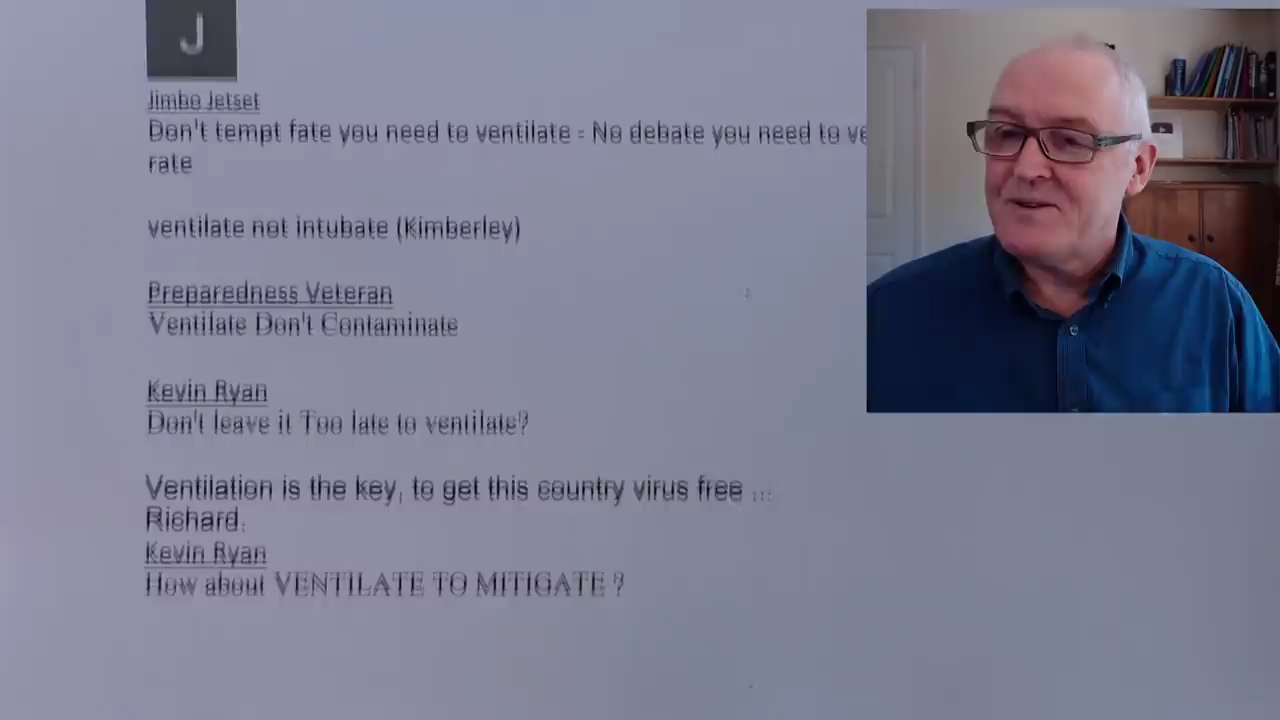 J
Jimbo Jetset
Don't tempt fate you need to ventilate - No debate you need to
rate
ventilate not intubate (Kimberley)
Preparedness Veteran
Ventilate Don't Contaminate
Kevin Ryan
Don't leave it Too late to ventilate?
Ventilation is the key, to get this country virus free ...
Richard.
Kevin Ryan
How about VENTILATE TO MITIGATE ?